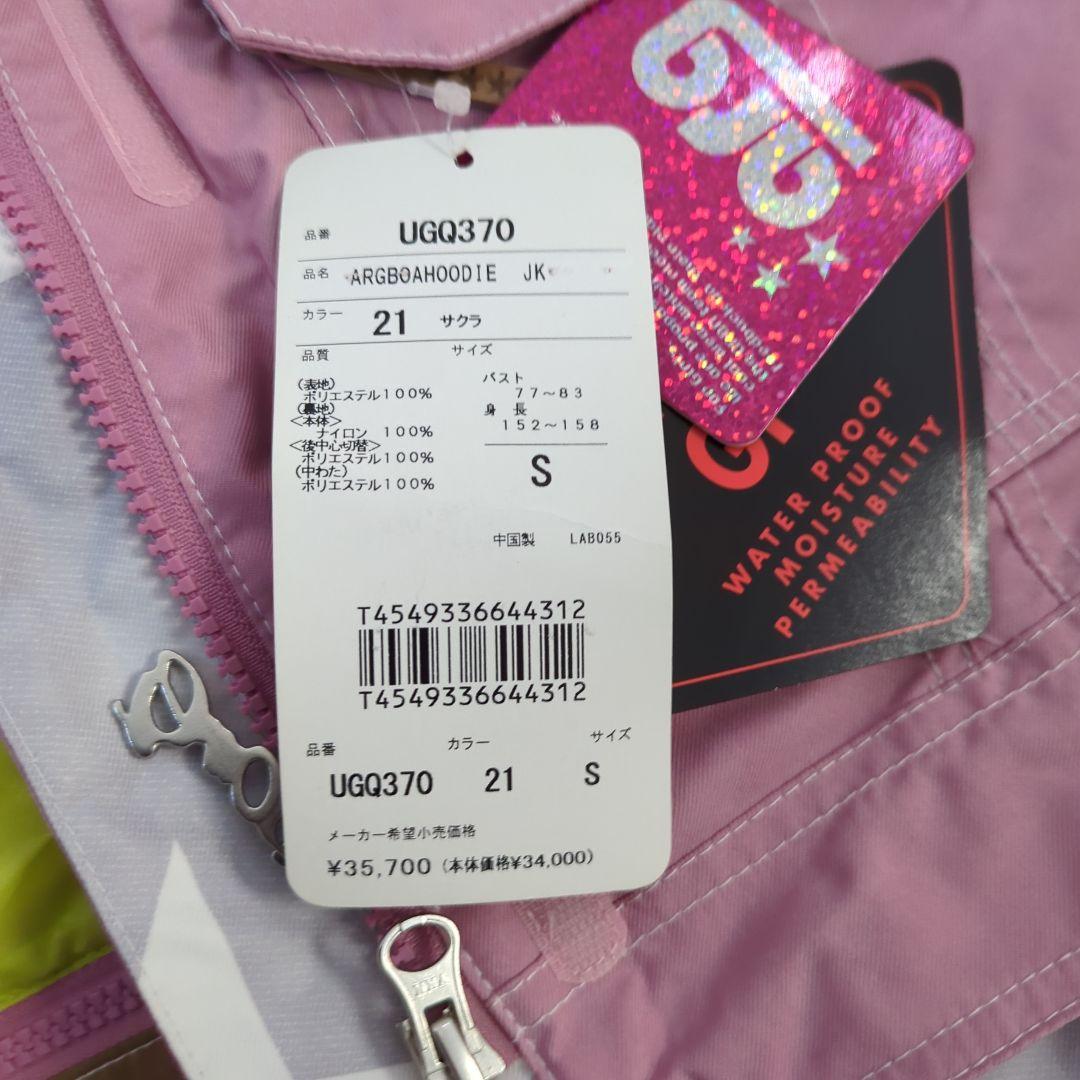 品番 UGQ370
品名 ARGBOAHOODIE JK
カラー 21 サクラ
品質 サイズ
(表地)
ポリエステル100%
(裏地)
<本体>
ナイロン 100%
<後中心切替>
ポリエステル100%
(中わた)
ポリエステル100%
バスト
77~83
身 長
152~158
S
中国製 LAB055
T4549336644312
T4549336644312
品番 カラー サイズ
UGQ370 21 S
メーカー希望小売価格
¥35,700 (本体価格¥34,000)
WATER PROOF
MOISTURE
PERMEABILITY